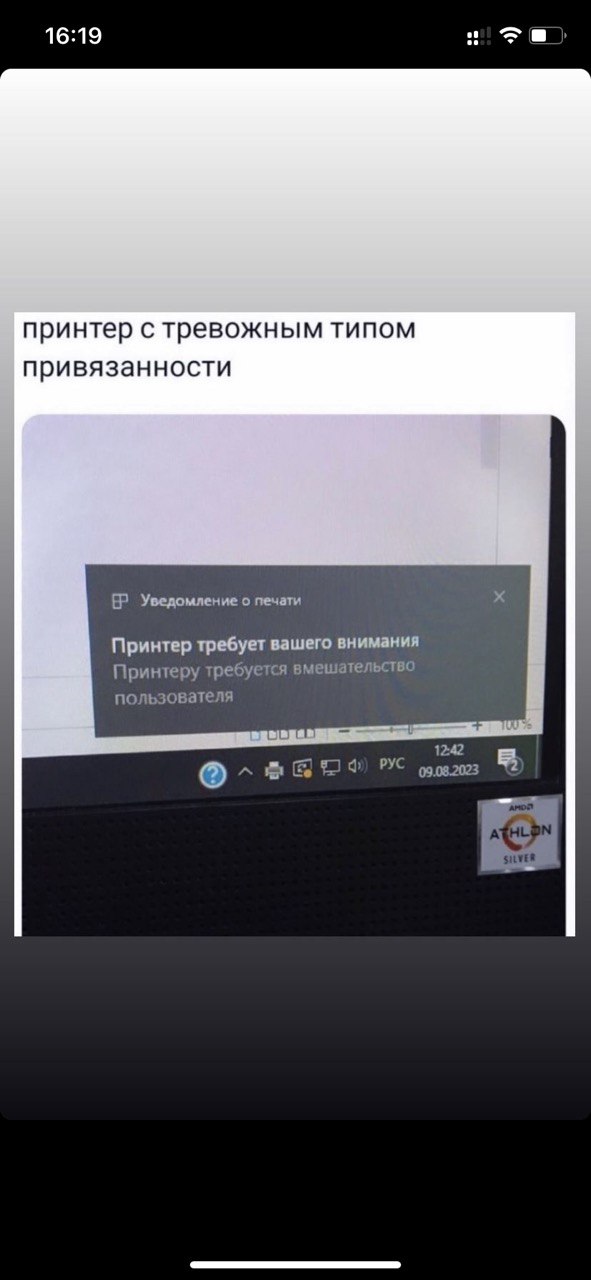 16:19
принтер с тревожным типом
привязанности
Уведомление о печати
Принтер требует вашего внимания
Принтеру требуется вмешательство
пользователя
100 %
РУС
12:42
09.08.2023
2
AMD
ATHLON
SILVER